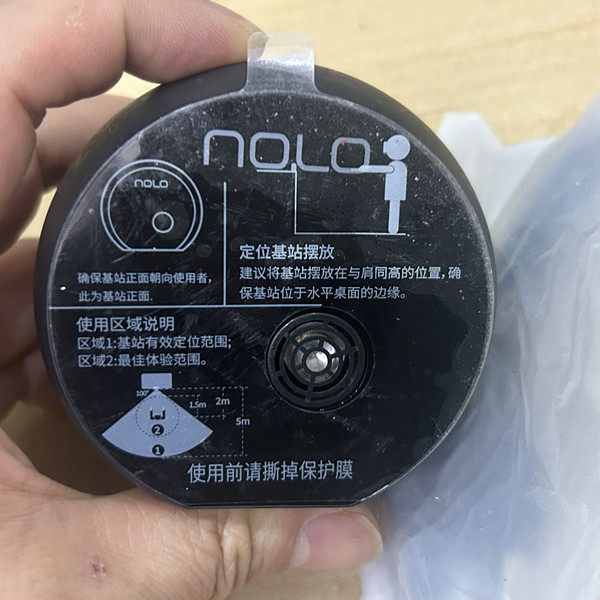 nolo
nolo
定位基站摆放
建议将基站摆放在与肩同高的位置,确
保基站位于水平桌面的边缘。
确保基站正面朝向使用者,
此为基站正面.
使用区域说明
区域1:基站有效定位范围;
区域2:最佳体验范围。
100°
1.5m
2m
5m
2
1
使用前请撕掉保护膜